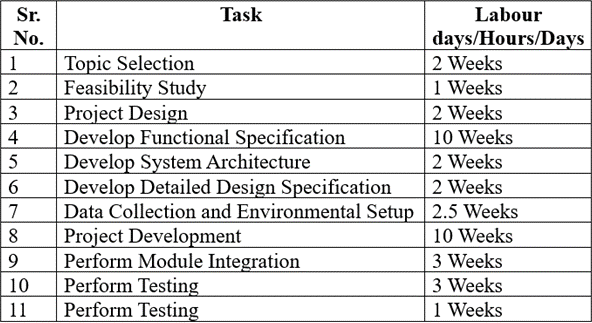 Sr. Task Labour
No. days/Hours/Days
1 Topic Selection 2 Weeks
2 Feasibility Study 1 Weeks
3 Project Design 2 Weeks
4 Develop Functional Specification 10 Weeks
5 Develop System Architecture 2 Weeks
6 Develop Detailed Design Specification 2 Weeks
7 Data Collection and Environmental Setup 2.5 Weeks
8 Project Development 10 Weeks
9 Perform Module Integration 3 Weeks
10 Perform Testing 3 Weeks
11 Perform Testing 1 Weeks